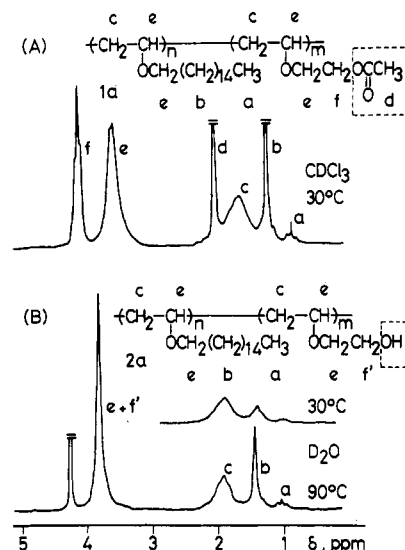 (A)
c e c e
(CH2-CH)n (CH2-CH)m
OCH2(CH2)14CH3 OCH2CH2OCCH3
O
1a
e b a e f d
f
e
d
c
b
a
CDCl3
30°C
(B)
c e c e
(CH2-CH)n (CH2-CH)m
OCH2(CH2)14CH3 OCH2CH2OH
2a
e b a e f'
e+f'
30°C
D2O
90°C
c
b
a
5 4 3 2 1 δ, ppm